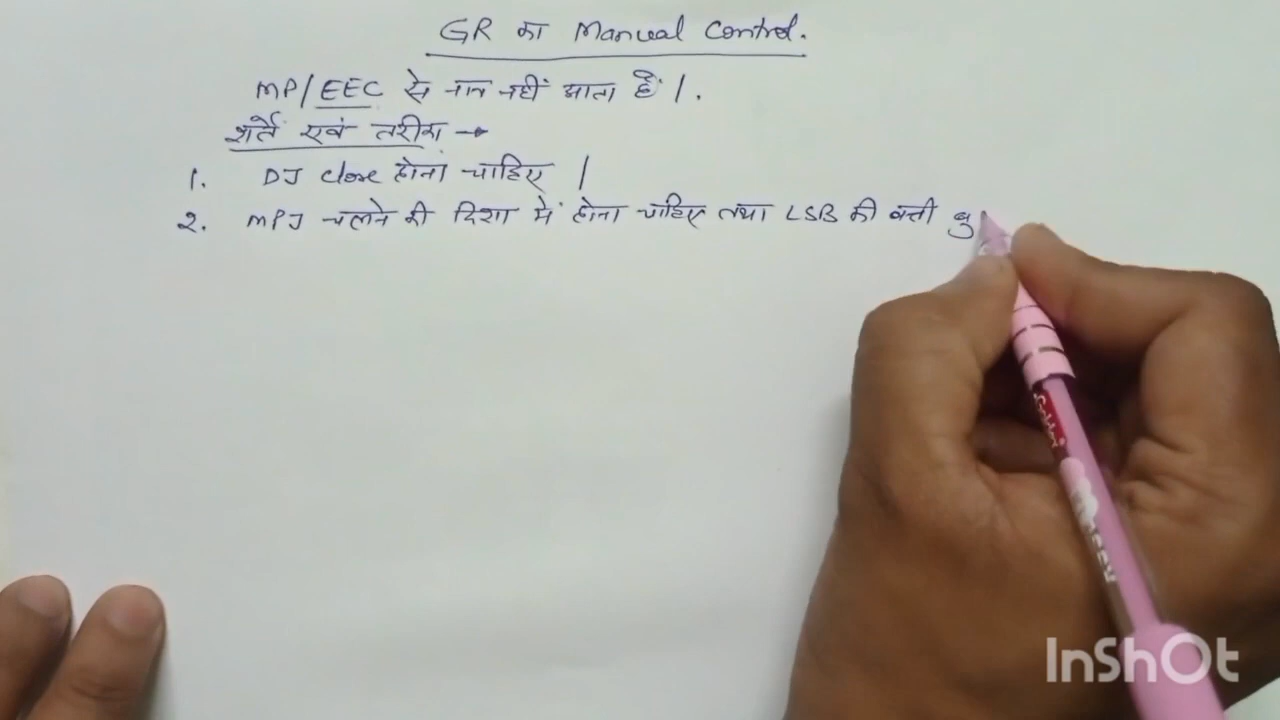 GR का Manual Control.
MP/EEC से नाच नहीं आता है /.
शर्तें एवं तरीका →
1. DJ close होना चाहिए /
2. MPJ चलने की दिशा में होना चाहिए तथा LSB की बत्ती बु
InShOt